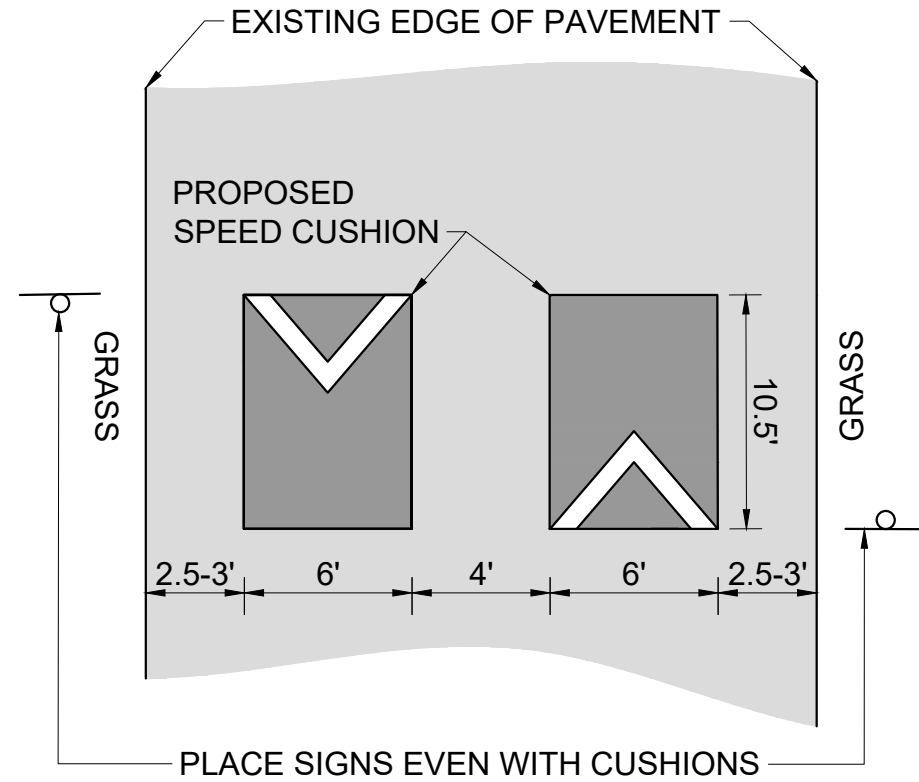 EXISTING EDGE OF PAVEMENT
PROPOSED
SPEED CUSHION
GRASS
GRASS
10.5'
2.5-3'
6'
4'
6'
2.5-3'
PLACE SIGNS EVEN WITH CUSHIONS